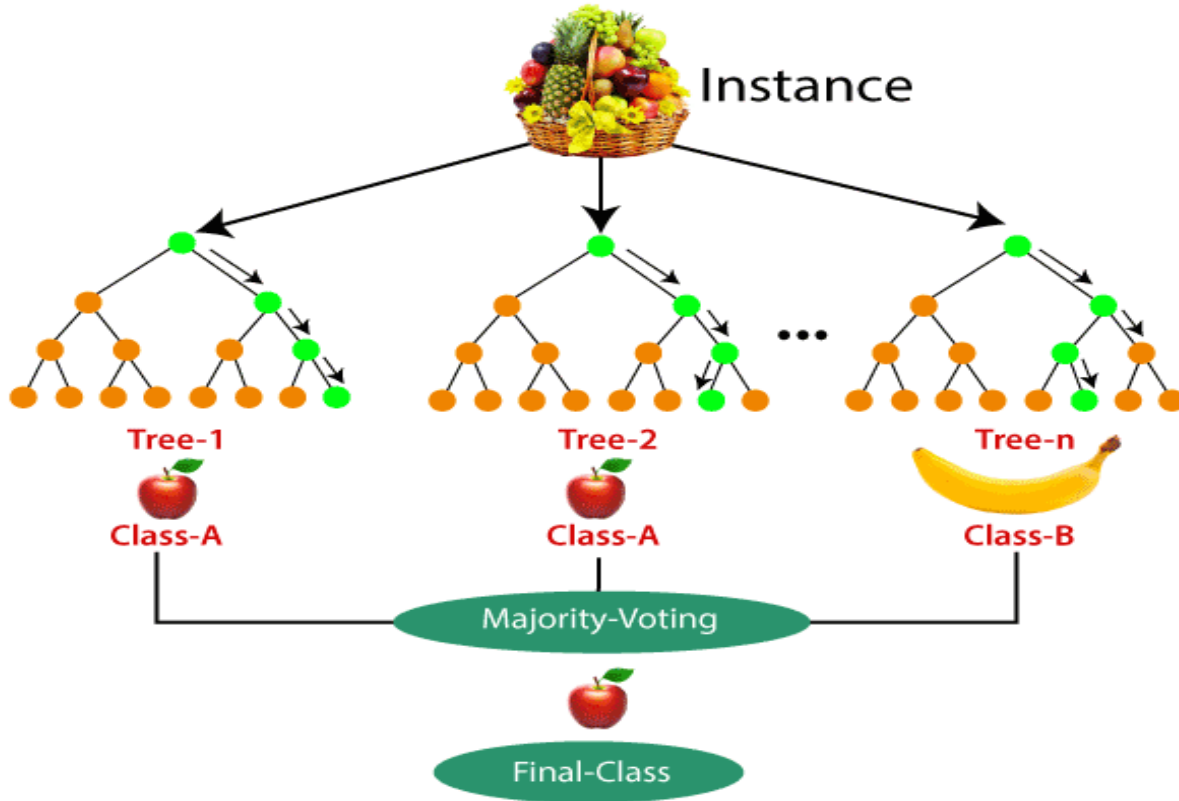 Instance
...
Tree-1
Tree-2
Tree-n
Class-A
Class-A
Class-B
Majority-Voting
Final-Class